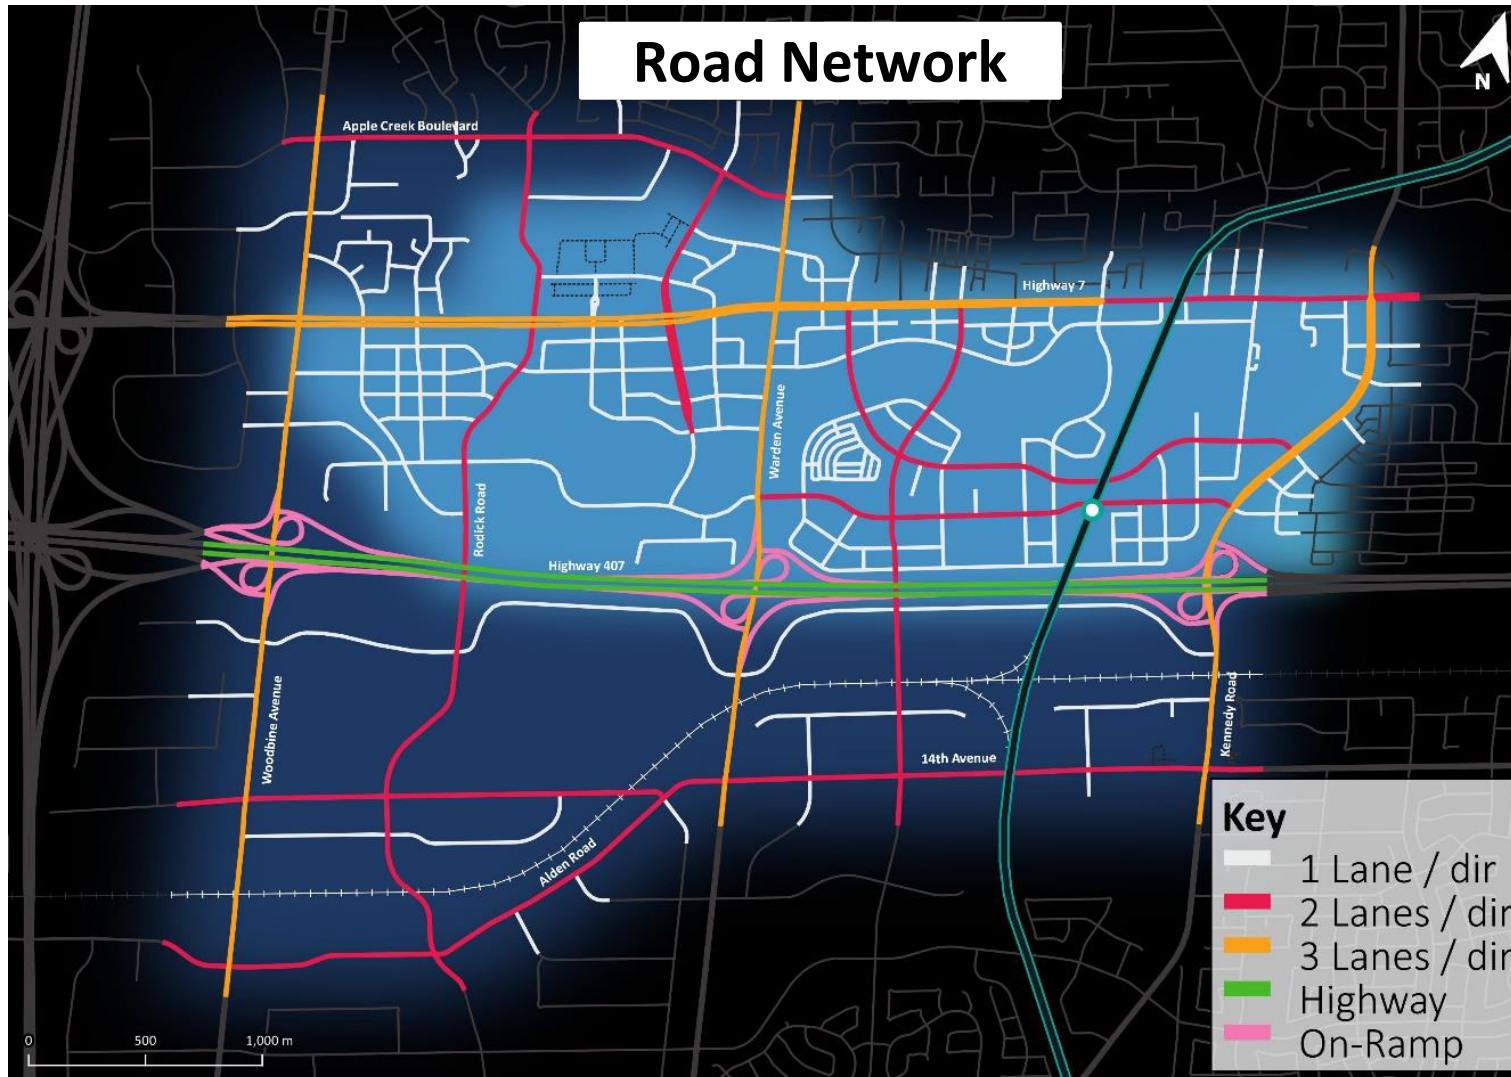 Road Network
N
Apple Creek Boulevard
Highway 7
Warden Avenue
Rodick Road
Highway 407
Woodbine Avenue
Kennedy Road
14th Avenue
Alden Road
Key
1 Lane / dir
2 Lanes / dir
3 Lanes / dir
Highway
On-Ramp
0 500 1,000 m